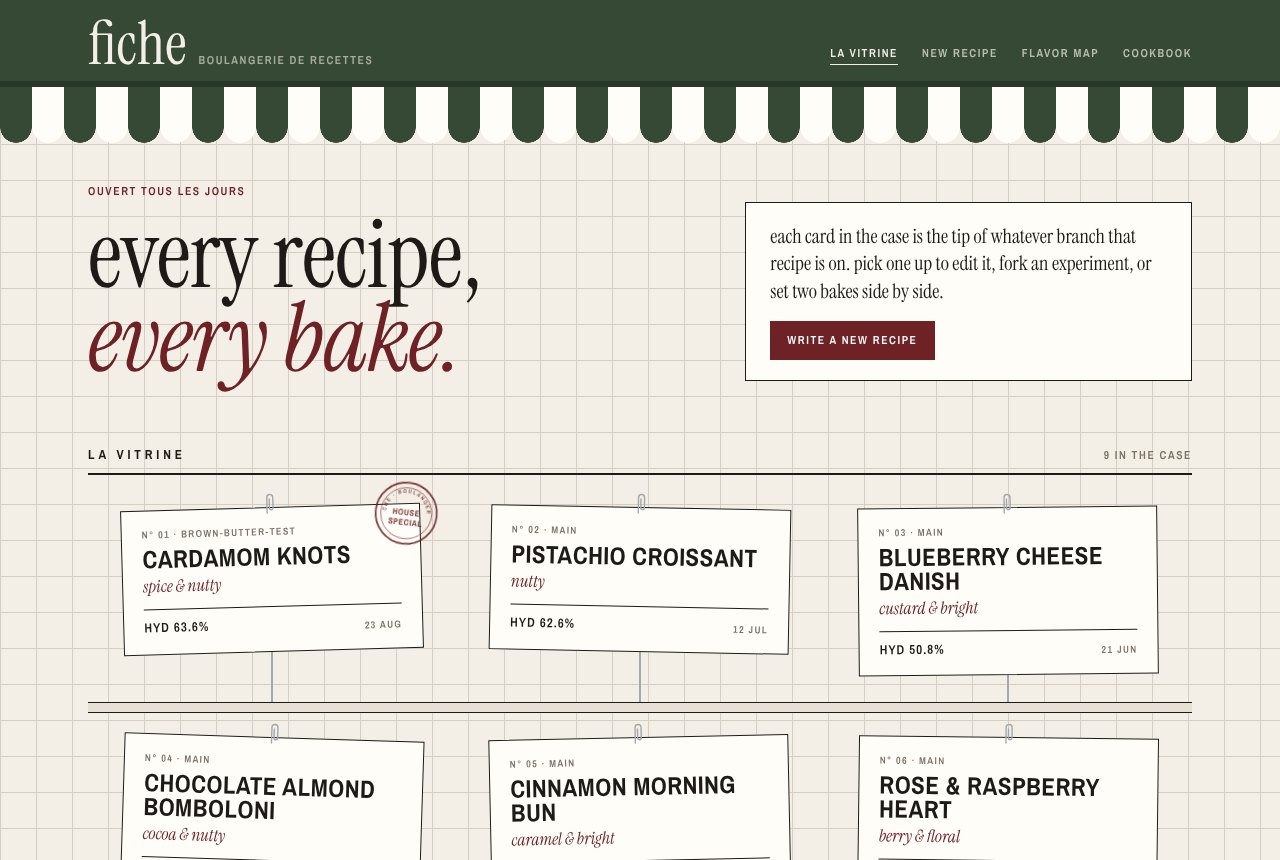 fiche
BOULANGERIE DE RECETTES
LA VITRINE
NEW RECIPE
FLAVOR MAP
COOKBOOK
OUVERT TOUS LES JOURS
every recipe,
every bake.
each card in the case is the tip of whatever branch that
recipe is on. pick one up to edit it, fork an experiment, or
set two bakes side by side.
WRITE A NEW RECIPE
LA VITRINE
9 IN THE CASE
N° 01 · BROWN-BUTTER-TEST
CARDAMOM KNOTS
spice & nutty
HYD 63.6%
23 AUG
HOUSE
SPECIAL
N° 02 · MAIN
PISTACHIO CROISSANT
nutty
HYD 62.6%
12 JUL
N° 03 · MAIN
BLUEBERRY CHEESE
DANISH
custard & bright
HYD 50.8%
21 JUN
N° 04 · MAIN
CHOCOLATE ALMOND
BOMBOLONI
cocoa & nutty
N° 05 · MAIN
CINNAMON MORNING
BUN
caramel & bright
N° 06 · MAIN
ROSE & RASPBERRY
HEART
berry & floral